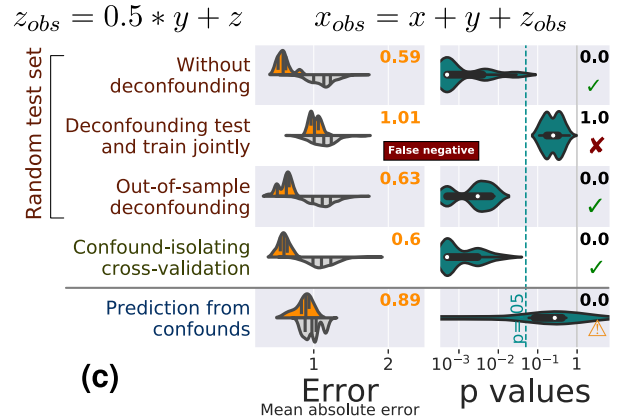 z_obs = 0.5 * y + z
x_obs = x + y + z_obs
Random test set
Without
deconfounding
0.59
0.0
✓
Deconfounding test
and train jointly
1.01
False negative
1.0
✘
Out-of-sample
deconfounding
0.63
0.0
✓
Confound-isolating
cross-validation
0.6
0.0
✓
Prediction from
confounds
0.89
p=.05
0.0
⚠
1
2
10⁻³
10⁻²
10⁻¹
1
(c)
Error
p values
Mean absolute error